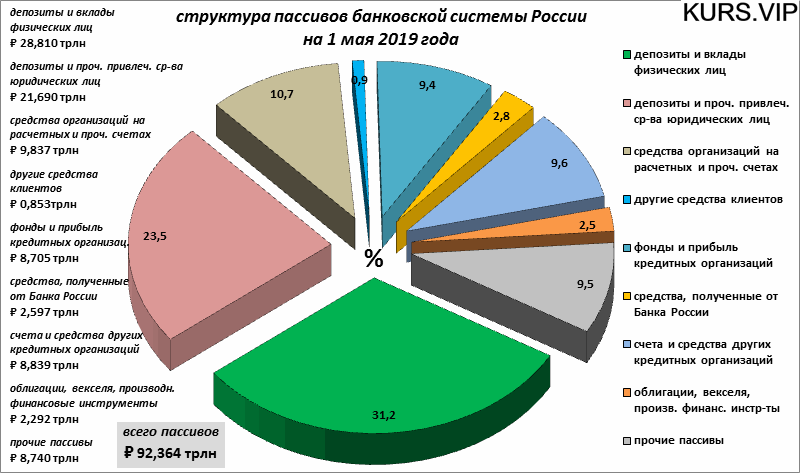 структура пассивов банковской системы России
на 1 мая 2019 года
KURS.VIP
депозиты и вклады
физических лиц
₽ 28,810 трлн
депозиты и проч. привлеч. ср-ва
юридических лиц
₽ 21,690 трлн
средства организаций на
расчетных и проч. счетах
₽ 9,837 трлн
другие средства
клиентов
₽ 0,853трлн
фонды и прибыль
кредитных организац.
₽ 8,705 трлн
средства, полученные
от Банка России
₽ 2,597 трлн
счета и средства других
кредитных организаций
₽ 8,839 трлн
облигации, векселя, производн.
финансовые инструменты
₽ 2,292 трлн
прочие пассивы
₽ 8,740 трлн
всего пассивов
₽ 92,364 трлн
10,7
0,9
9,4
2,8
9,6
2,5
9,5
31,2
23,5
%
депозиты и вклады
физических лиц
депозиты и проч. привлеч.
ср-ва юридических лиц
средства организаций на
расчетных и проч. счетах
другие средства клиентов
фонды и прибыль
кредитных организаций
средства, полученные от
Банка России
счета и средства других
кредитных организаций
облигации, векселя,
произв. финанс. инстр-ты
прочие пассивы